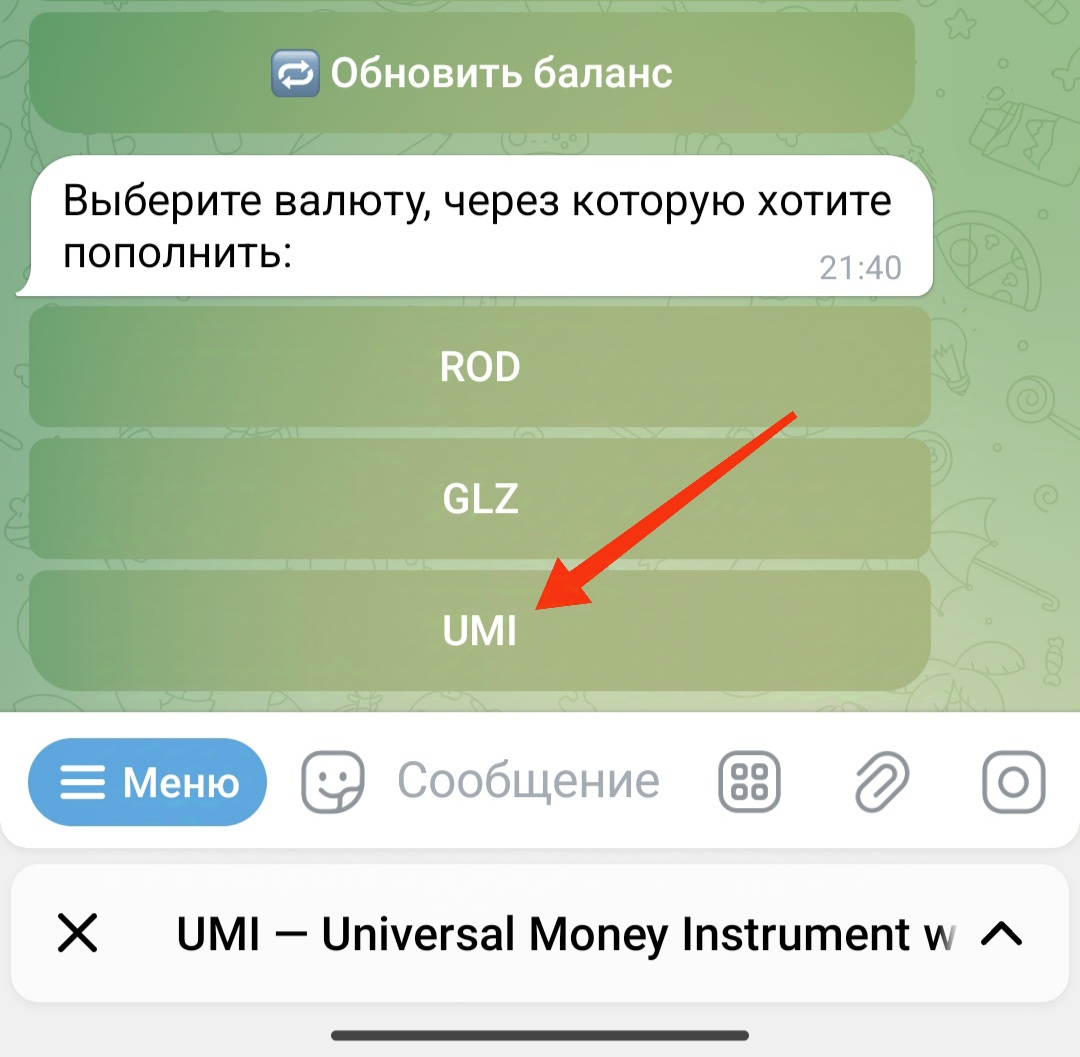 Обновить баланс
Выберите валюту, через которую хотите
пополнить:
21:40
ROD
GLZ
UMI
Меню
Сообщение
UMI — Universal Money Instrument w